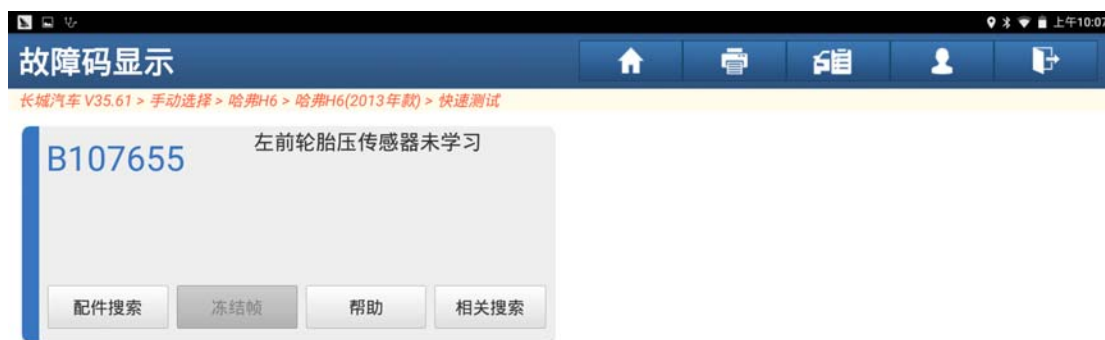 上午10:07
故障码显示
长城汽车 V35.61 > 手动选择 > 哈弗H6 > 哈弗H6(2013年款) > 快速测试
B107655
左前轮胎压传感器未学习
配件搜索 冻结帧 帮助 相关搜索